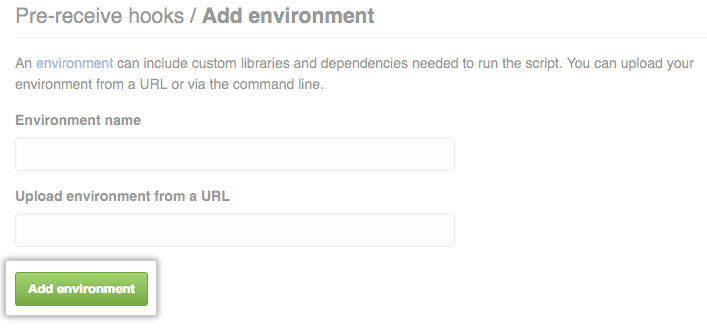 Pre-receive hooks / Add environment
An environment can include custom libraries and dependencies needed to run the script. You can upload your
environment from a URL or via the command line.
Environment name
Upload environment from a URL
Add environment